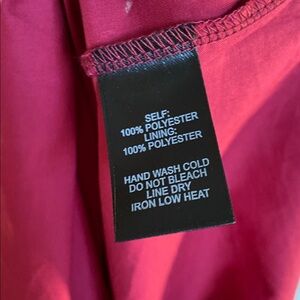 SELF:
100% POLYESTER
LINING:
100% POLYESTER
HAND WASH COLD
DO NOT BLEACH
LINE DRY
IRON LOW HEAT